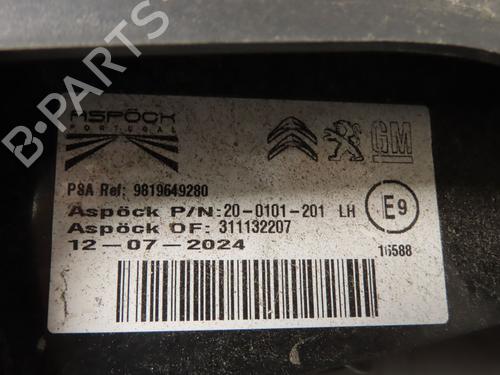 ASPÖCK
PORTUGAL
GM
PSA Ref: 9819649280
Aspöck P/N: 20-0101-201 LH
E9
Aspöck OF: 311132207
12-07-2024
16588
B-PARTS